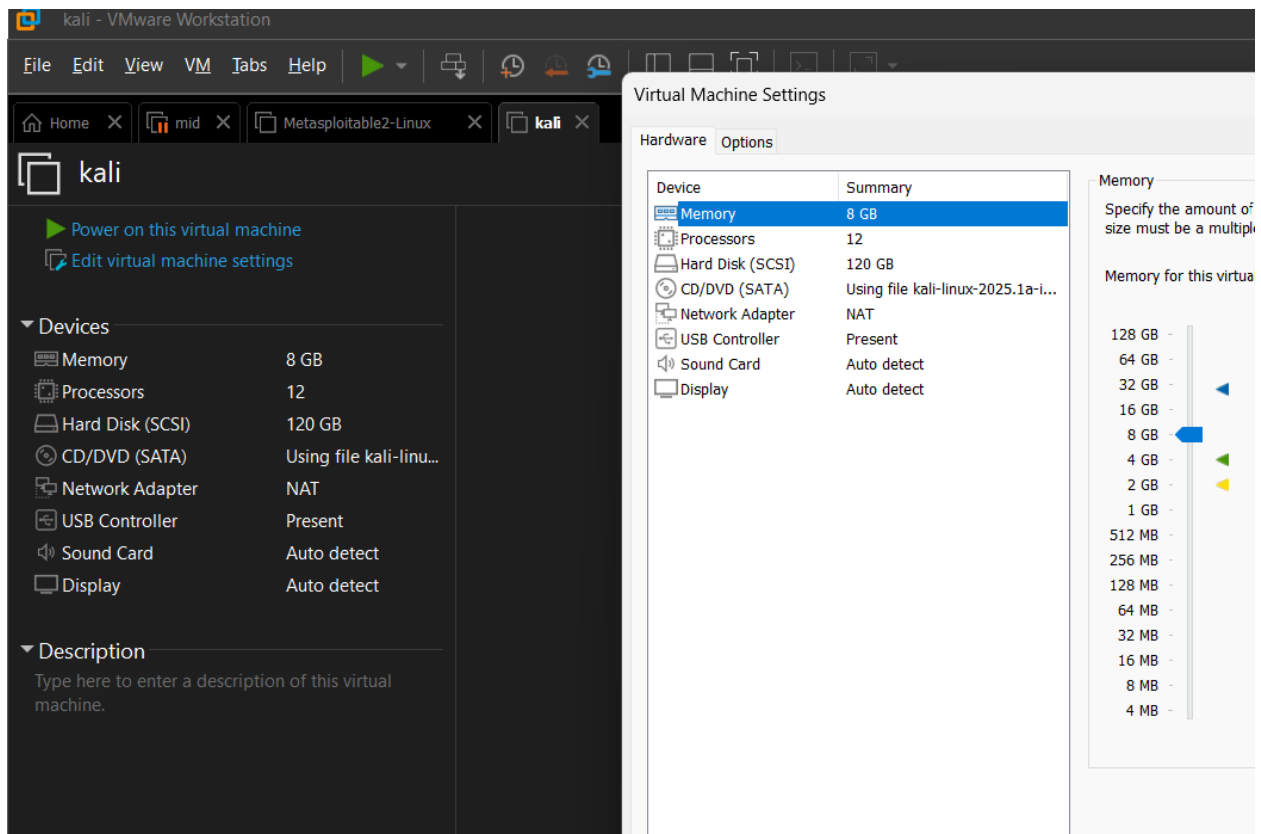 kali - VMware Workstation
File Edit View VM Tabs Help
Home mid Metasploitable2-Linux kali
kali
Power on this virtual machine
Edit virtual machine settings
Devices
Memory 8 GB
Processors 12
Hard Disk (SCSI) 120 GB
CD/DVD (SATA) Using file kali-linu...
Network Adapter NAT
USB Controller Present
Sound Card Auto detect
Display Auto detect
Description
Type here to enter a description of this virtual
machine.
Virtual Machine Settings
Hardware Options
Device Summary
Memory 8 GB
Processors 12
Hard Disk (SCSI) 120 GB
CD/DVD (SATA) Using file kali-linux-2025.1a-i...
Network Adapter NAT
USB Controller Present
Sound Card Auto detect
Display Auto detect
Memory
Specify the amount of
size must be a
Memory for this
128 GB
64 GB
32 GB
16 GB
8 GB
4 GB
2 GB
1 GB
512 MB
256 MB
128 MB
64 MB
32 MB
16 MB
8 MB
4 MB